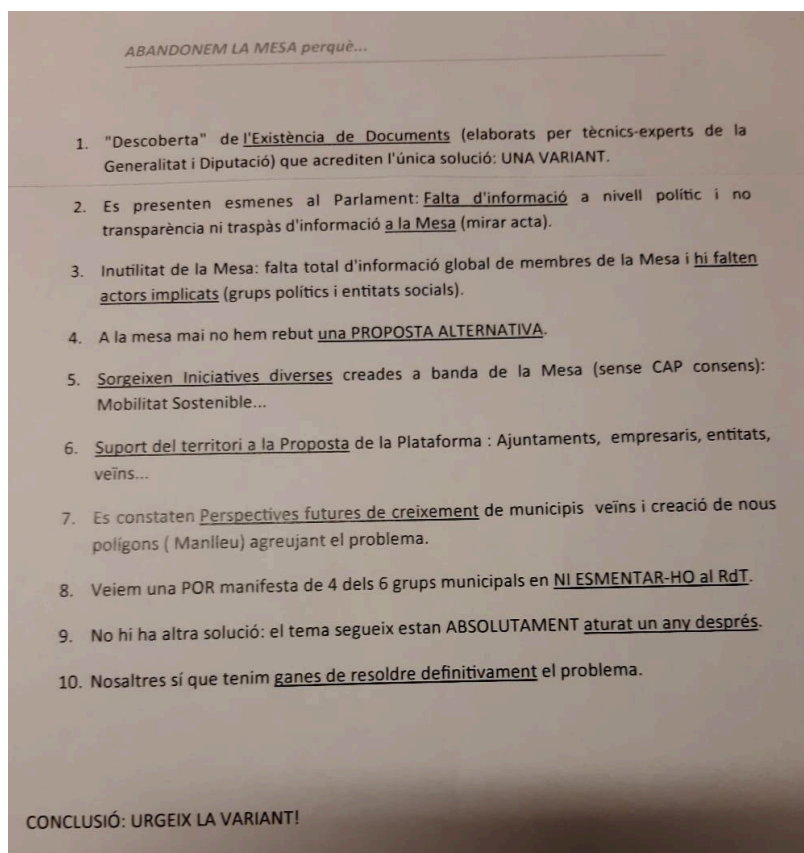 ABANDONEM LA MESA perquè...
1. "Descoberta" de l'Existència de Documents (elaborats per tècnics-experts de la
Generalitat i Diputació) que acrediten l'única solució: UNA VARIANT.
2. Es presenten esmenes al Parlament: Falta d'informació a nivell polític i no
transparència ni traspàs d'informació a la Mesa (mirar acta).
3. Inutilitat de la Mesa: falta total d'informació global de membres de la Mesa i hi falten
actors implicats (grups polítics i entitats socials).
4. A la mesa mai no hem rebut una PROPOSTA ALTERNATIVA.
5. Sorgeixen Iniciatives diverses creades a banda de la Mesa (sense CAP consens):
Mobilitat Sostenible...
6. Suport del territori a la Proposta de la Plataforma : Ajuntaments, empresaris, entitats,
veïns...
7. Es constaten Perspectives futures de creixement de municipis veïns i creació de nous
polígons ( Manlleu) agreujant el problema.
8. Veiem una POR manifesta de 4 dels 6 grups municipals en NI ESMENTAR-HO al RdT.
9. No hi ha altra solució: el tema segueix estan ABSOLUTAMENT aturat un any després.
10. Nosaltres sí que tenim ganes de resoldre definitivament el problema.
CONCLUSIÓ: URGEIX LA VARIANT!